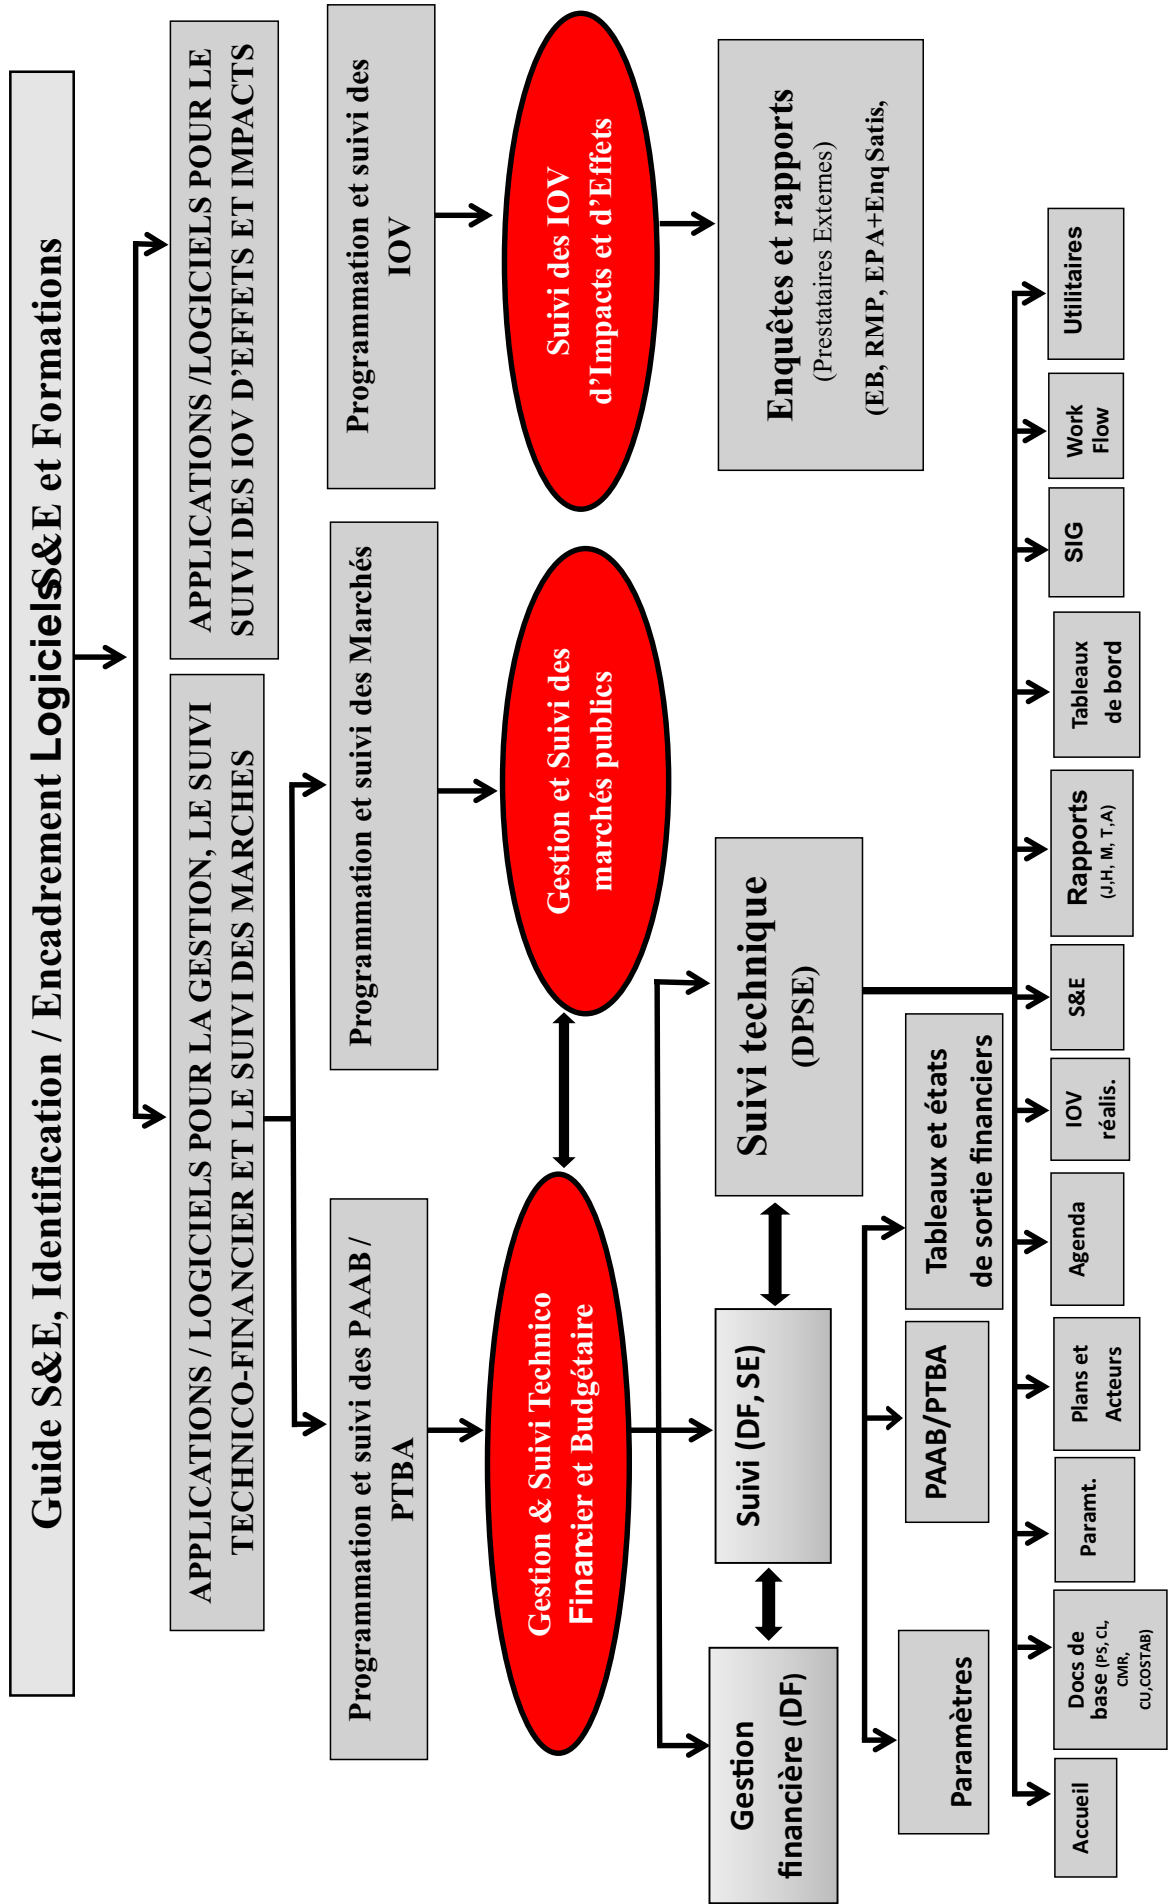 Guide S&E, Identification / Encadrement LogicielsS&E et Formations
APPLICATIONS / LOGICIELS POUR LA GESTION, LE SUIVI
TECHNICO-FINANCIER ET LE SUIVI DES MARCHES
APPLICATIONS /LOGICIELS POUR LE
SUIVI DES IOV D'EFFETS ET IMPACTS
Programmation et suivi des PAAB /
PTBA
Programmation et suivi des Marchés
Programmation et suivi des
IOV
Gestion & Suivi Technico
Financier et Budgétaire
Gestion et Suivi des
marchés publics
Suivi des IOV
d'Impacts et d'Effets
Gestion
financière (DF)
Suivi (DF, SE)
Suivi technique
(DPSE)
Enquêtes et rapports
(Prestataires Externes)
(EB, RMP, EPA+EnqSatis,
Paramètres
PAAB/PTBA
Tableaux et états
de sortie financiers
Accueil
Docs de
base (PS, CL,
CMR,
CU,COSTAB)
Paramt.
Plans et
Acteurs
Agenda
IOV
réalis.
S&E
Rapports
(J,H, M, T,A)
Tableaux
de bord
SIG
Work
Flow
Utilitaires